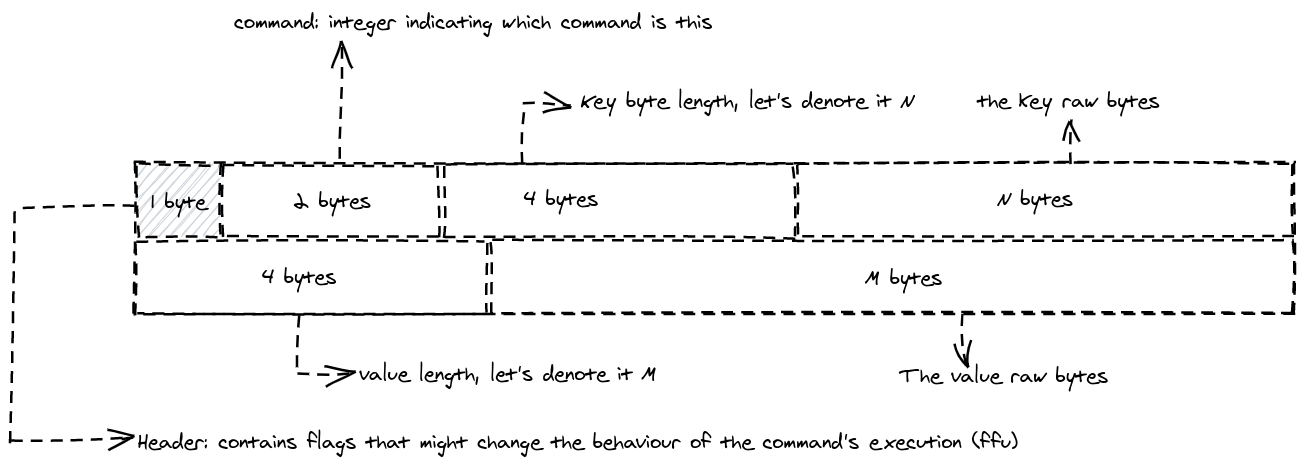 command: integer indicating which command is this
Key byte length, let's denote it N
the Key raw bytes
1 byte
2 bytes
4 bytes
N bytes
4 bytes
M bytes
value length, let's denote it M
The value raw bytes
Header: contains flags that might change the behaviour of the command's execution (ffu)